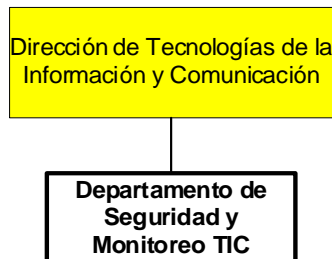 Dirección de Tecnologías de la
Información y Comunicación
Departamento de
Seguridad y
Monitoreo TIC